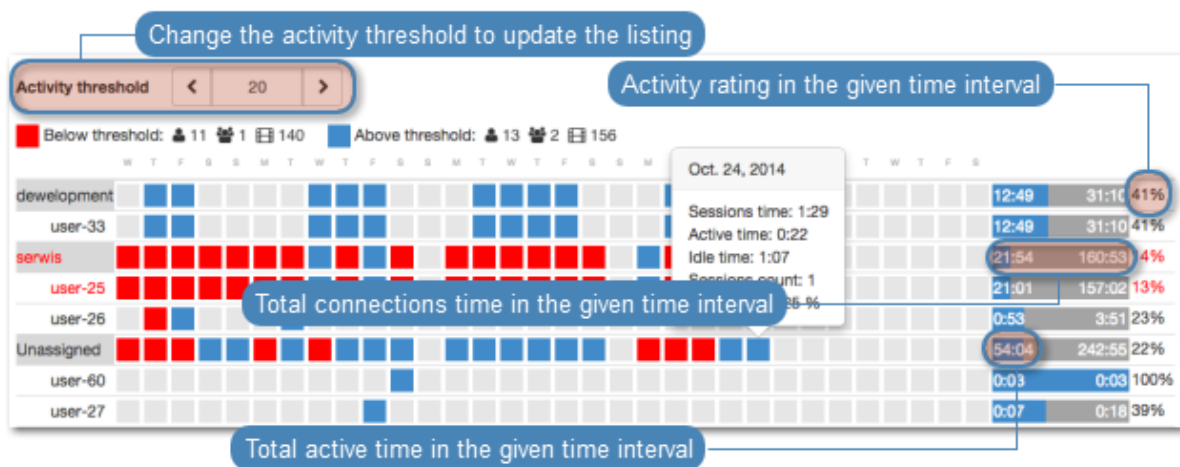 Change the activity threshold to update the listing
Activity threshold 20
Activity rating in the given time interval
Below threshold: 11 1 140 Above threshold: 13 2 156
W T F S S M T W T F S S M T W T F S S M T W T F S
Oct. 24, 2014
Sessions time: 1:29
Active time: 0:22
Idle time: 1:07
Sessions count: 1
25 %
dewelopment 12:49 31:10 41%
user-33 12:49 31:10 41%
serwis 21:54 160:53 4%
user-25 21:01 157:02 13%
Total connections time in the given time interval
user-26 0:53 3:51 23%
Unassigned 54:04 242:55 22%
user-60 0:03 0:03 100%
user-27 0:07 0:18 39%
Total active time in the given time interval